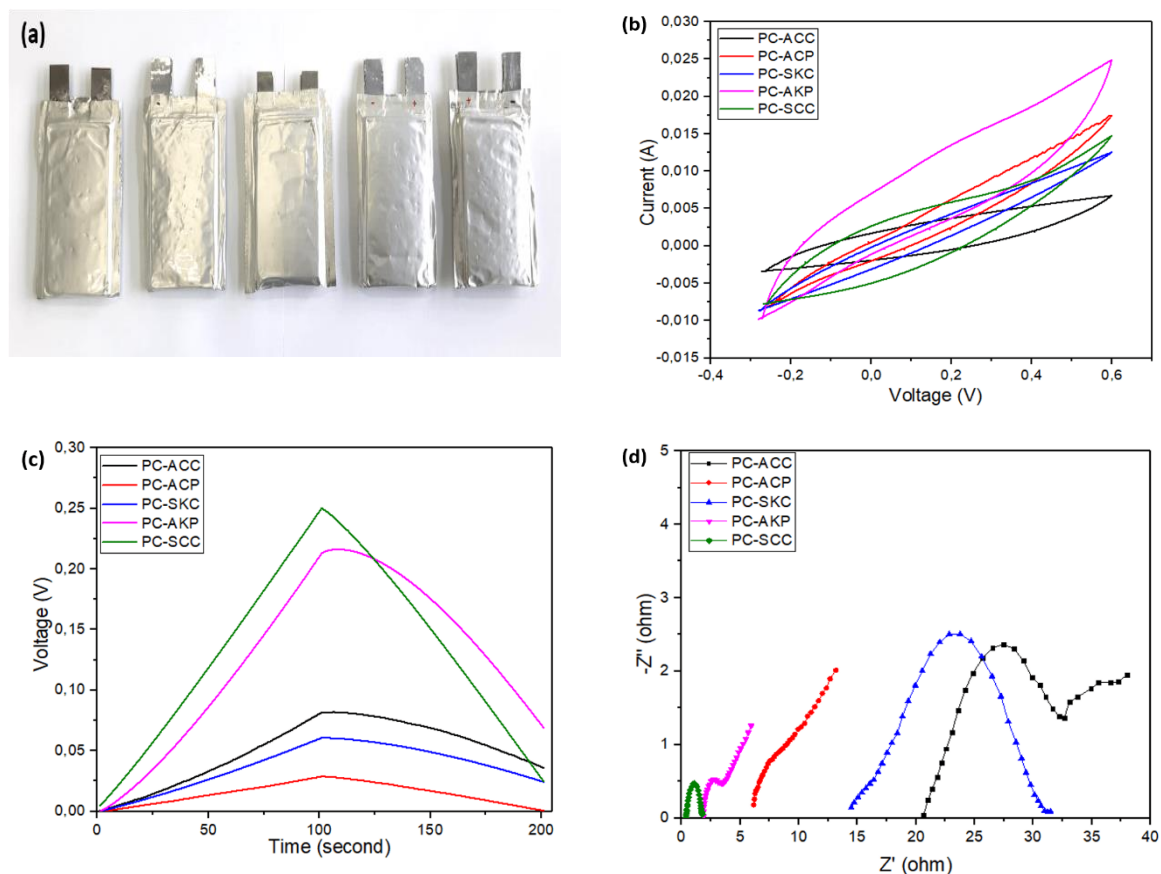 (a)
- +
+ -
(b)
PC-ACC
PC-ACP
PC-SKC
PC-AKP
PC-SCC
Current (A)
0,030
0,025
0,020
0,015
0,010
0,005
0,000
-0,005
-0,010
-0,015
-0,4
-0,2
0,0
0,2
0,4
0,6
Voltage (V)
(c)
PC-ACC
PC-ACP
PC-SKC
PC-AKP
PC-SCC
Voltage (V)
0,30
0,25
0,20
0,15
0,10
0,05
0,00
0
50
100
150
200
Time (second)
(d)
PC-ACC
PC-ACP
PC-SKC
PC-AKP
PC-SCC
-Z" (ohm)
5
4
3
2
1
0
0
5
10
15
20
25
30
35
40
Z' (ohm)